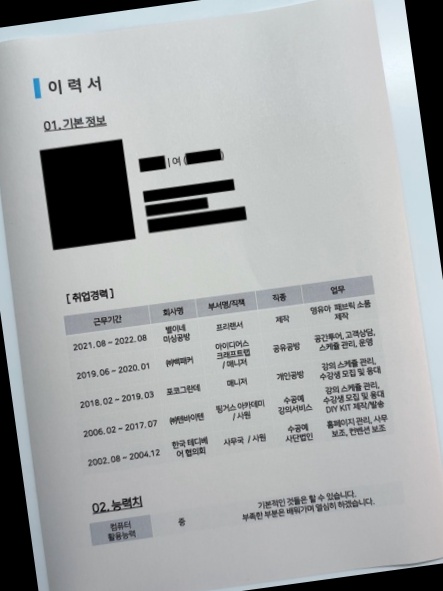 이 력 서
01. 기본 정보
| 여 (
)
[ 취업경력 ]
근무기간 회사명 부서명/직책 직종 업무
2021.08 ~ 2022.08 별이네 미싱공방 프리랜서 제작 영유아 패브릭 소품 제작
2019.06 ~ 2020.01 ㈜백패커 아이디어스 크래프트랩 / 매니저 공유공방 공간투어, 고객상담, 스케줄 관리, 운영
2018.02 ~ 2019.03 포코그란데 매니저 개인공방 강의 스케줄 관리, 수강생 모집 및 응대
2006.02 ~ 2017.07 ㈜텐바이텐 핑거스 아카데미 / 사원 수공예 강의서비스 강의 스케줄 관리, 수강생 모집 및 응대 DIY KIT 제작/발송
2002.08 ~ 2004.12 한국 테디베어 협의회 사무국 / 사원 수공예 사단법인 홈페이지 관리, 사무 보조, 컨벤션 보조
02. 능력치
컴퓨터 활용능력 중 기본적인 것들은 할 수 있습니다.
부족한 부분은 배워가며 열심히 하겠습니다.